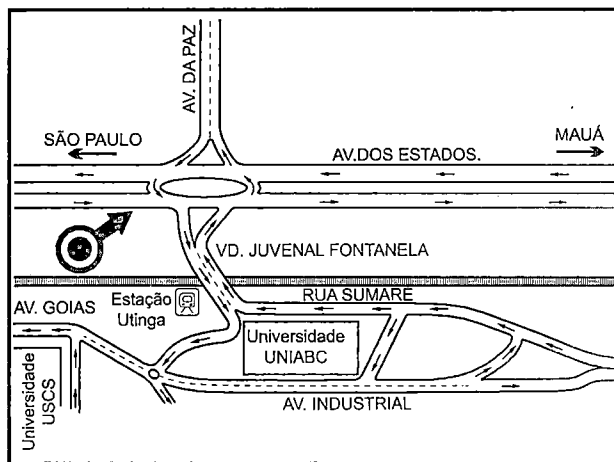 AV. DA PAZ
SÃO PAULO
MAUÁ
AV.DOS ESTADOS.
VD. JUVENAL FONTANELA
Estação
Utinga
RUA SUMARE
AV. GOIAS
Universidade
UNIABC
Universidade
USCS
AV. INDUSTRIAL